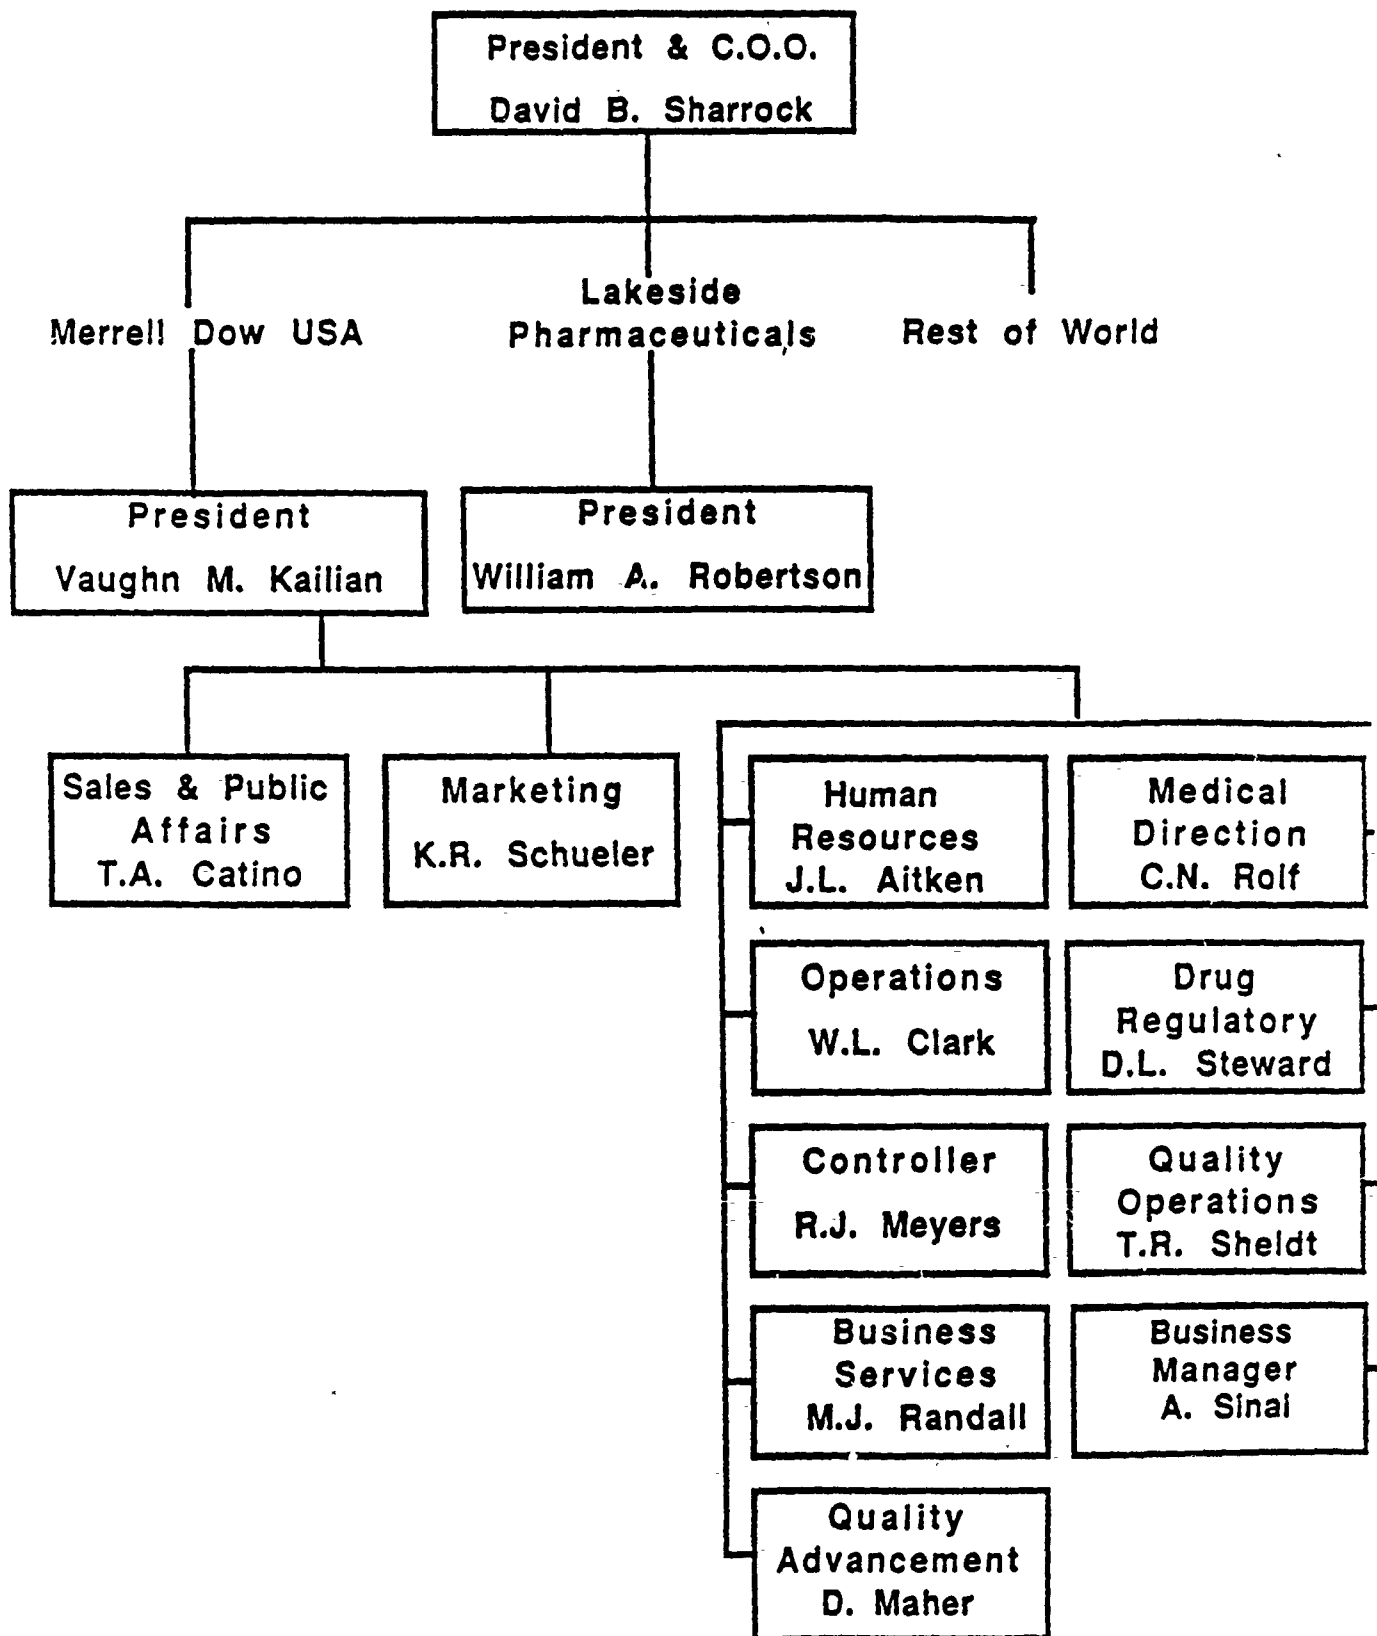 President & C.O.O.
David B. Sharrock
Merrell Dow USA
Lakeside
Pharmaceuticals
Rest of World
President
Vaughn M. Kailian
President
William A. Robertson
Sales & Public
Affairs
T.A. Catino
Marketing
K.R. Schueler
Human
Resources
J.L. Aitken
Medical
Direction
C.N. Rolf
Operations
W.L. Clark
Drug
Regulatory
D.L. Steward
Controller
R.J. Meyers
Quality
Operations
T.R. Sheldt
Business
Services
M.J. Randall
Business
Manager
A. Sinai
Quality
Advancement
D. Maher